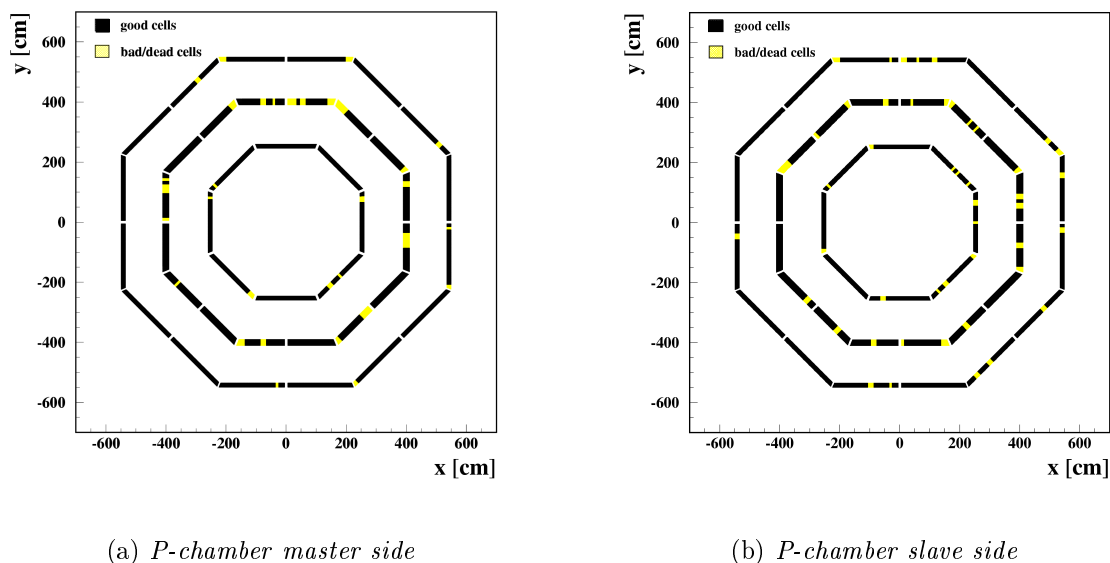 y [cm]
good cells
bad/dead cells
600
400
200
0
-200
-400
-600
-600 -400 -200 0 200 400 600
x [cm]
(a) P-chamber master side
y [cm]
good cells
bad/dead cells
600
400
200
0
-200
-400
-600
-600 -400 -200 0 200 400 600
x [cm]
(b) P-chamber slave side